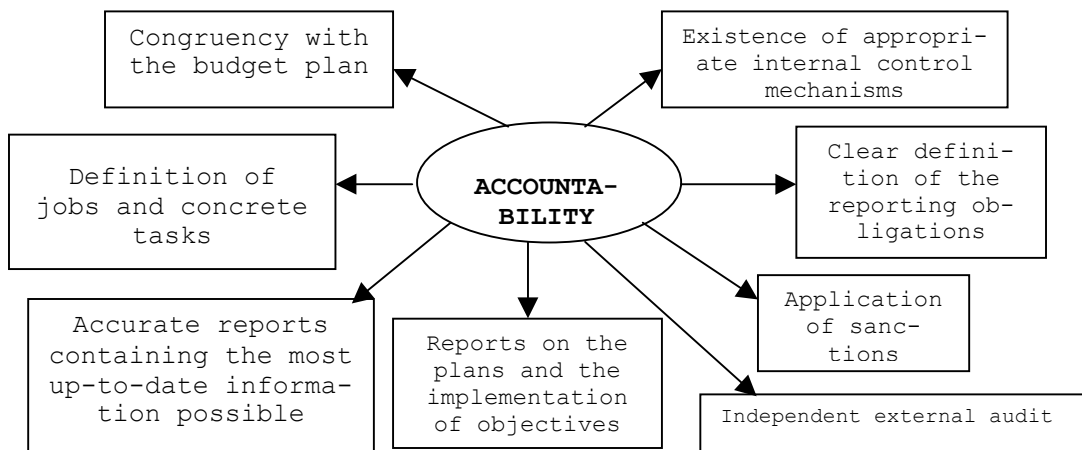 Congruency with
the budget plan
Existence of appropri-
ate internal control
mechanisms
Definition of
jobs and concrete
tasks
ACCOUNTA-
BILITY
Clear defini-
tion of the
reporting ob-
ligations
Accurate reports
containing the most
up-to-date informa-
tion possible
Reports on the
plans and the
implementation
of objectives
Application
of sanc-
tions
Independent external audit